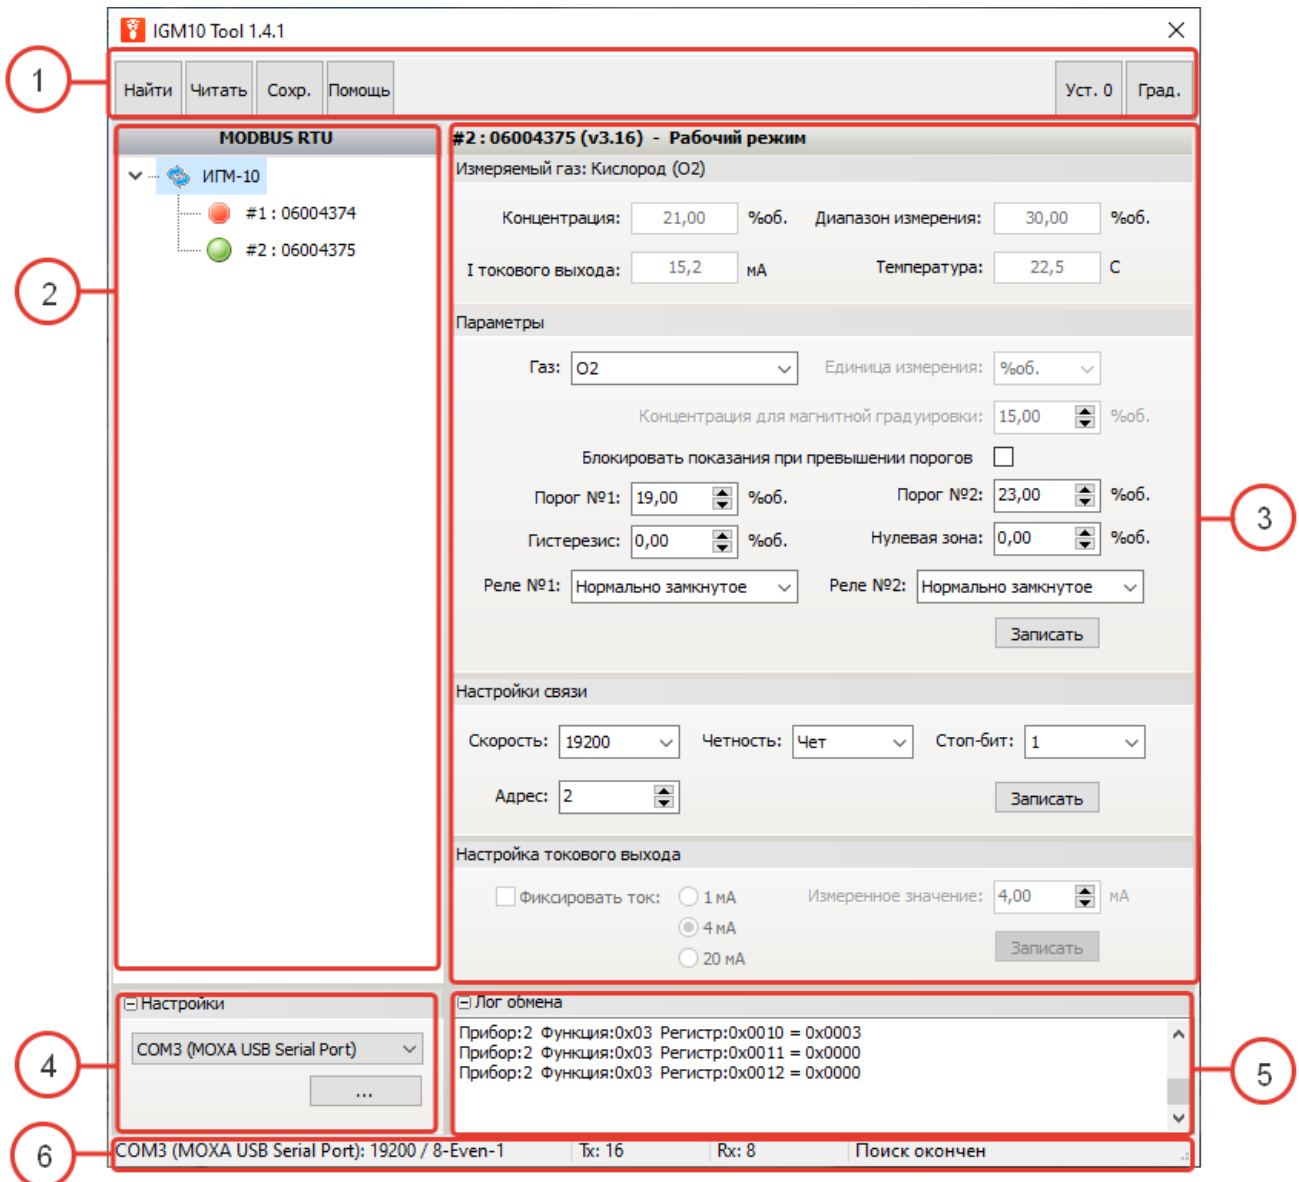 IGM10 Tool 1.4.1
1
Найти Читать Сохр. Помощь Уст. 0 Град.
MODBUS RTU
ИГМ-10
#1 : 06004374
#2 : 06004375
2
#2 : 06004375 (v3.16) - Рабочий режим
Измеряемый газ: Кислород (O2)
Концентрация: 21,00 %об. Диапазон измерения: 30,00 %об.
I токового выхода: 15,2 мА Температура: 22,5 С
Параметры
Газ: O2 Единица измерения: %об.
Концентрация для магнитной градуировки: 15,00 %об.
Блокировать показания при превышении порогов
Порог №1: 19,00 %об. Порог №2: 23,00 %об.
Гистерезис: 0,00 %об. Нулевая зона: 0,00 %об.
Реле №1: Нормально замкнутое Реле №2: Нормально замкнутое
Записать
3
Настройки связи
Скорость: 19200 Четность: Чет Стоп-бит: 1
Адрес: 2 Записать
Настройка токового выхода
Фиксировать ток: 1 мА Измеренное значение: 4,00 мА
4 мА
20 мА Записать
Настройки
COM3 (MOXA USB Serial Port)
...
4
Лог обмена
Прибор:2 Функция:0x03 Регистр:0x0010 = 0x0003
Прибор:2 Функция:0x03 Регистр:0x0011 = 0x0000
Прибор:2 Функция:0x03 Регистр:0x0012 = 0x0000
5
6
COM3 (MOXA USB Serial Port): 19200 / 8-Even-1 Tx: 16 Rx: 8 Поиск окончен